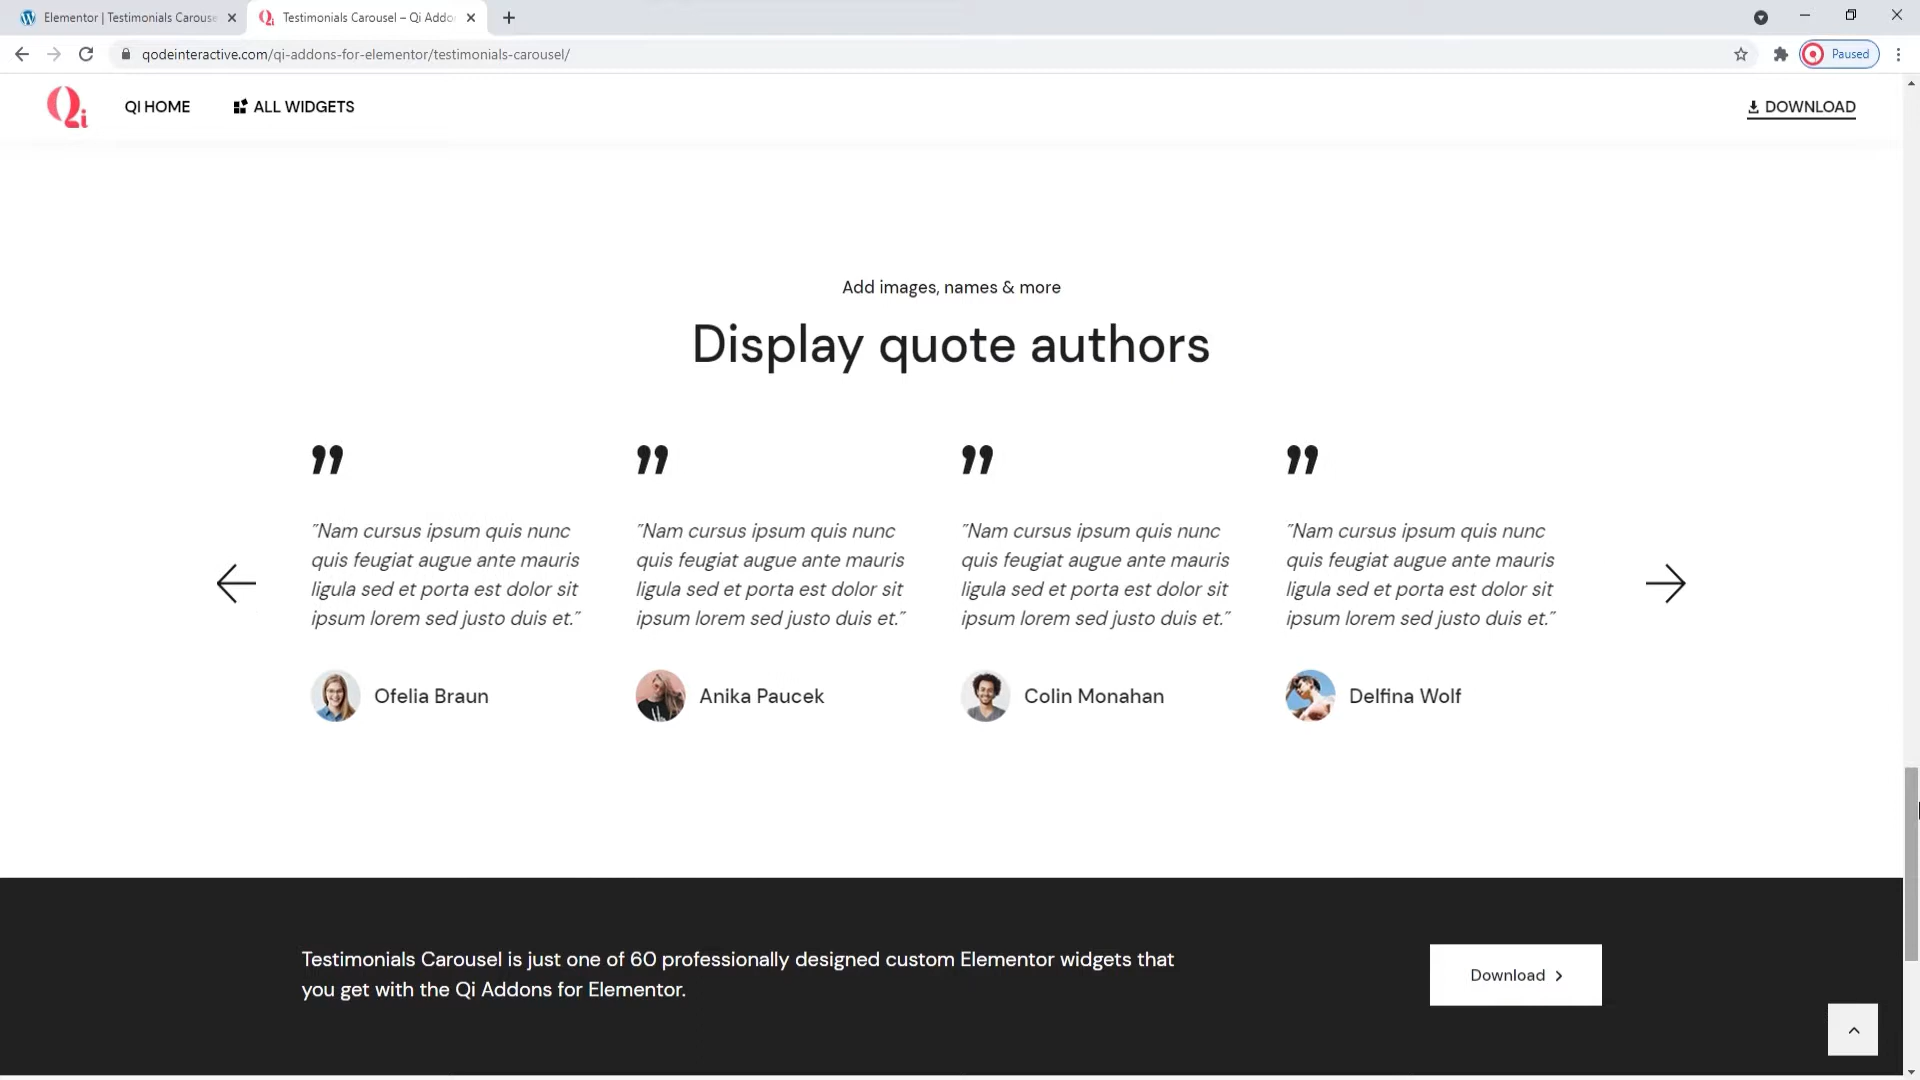 Elementor | Testimonials Carouse
Testimonials Carousel – Qi Addo
qodeinteractive.com/qi-addons-for-elementor/testimonials-carousel/
Paused
Qi
QI HOME
ALL WIDGETS
DOWNLOAD
Add images, names & more
Display quote authors
"Nam cursus ipsum quis nunc
quis feugiat augue ante mauris
ligula sed et porta est dolor sit
ipsum lorem sed justo duis et."
Ofelia Braun
"Nam cursus ipsum quis nunc
quis feugiat augue ante mauris
ligula sed et porta est dolor sit
ipsum lorem sed justo duis et."
Anika Paucek
"Nam cursus ipsum quis nunc
quis feugiat augue ante mauris
ligula sed et porta est dolor sit
ipsum lorem sed justo duis et."
Colin Monahan
"Nam cursus ipsum quis nunc
quis feugiat augue ante mauris
ligula sed et porta est dolor sit
ipsum lorem sed justo duis et."
Delfina Wolf
Testimonials Carousel is just one of 60 professionally designed custom Elementor widgets that
you get with the Qi Addons for Elementor.
Download